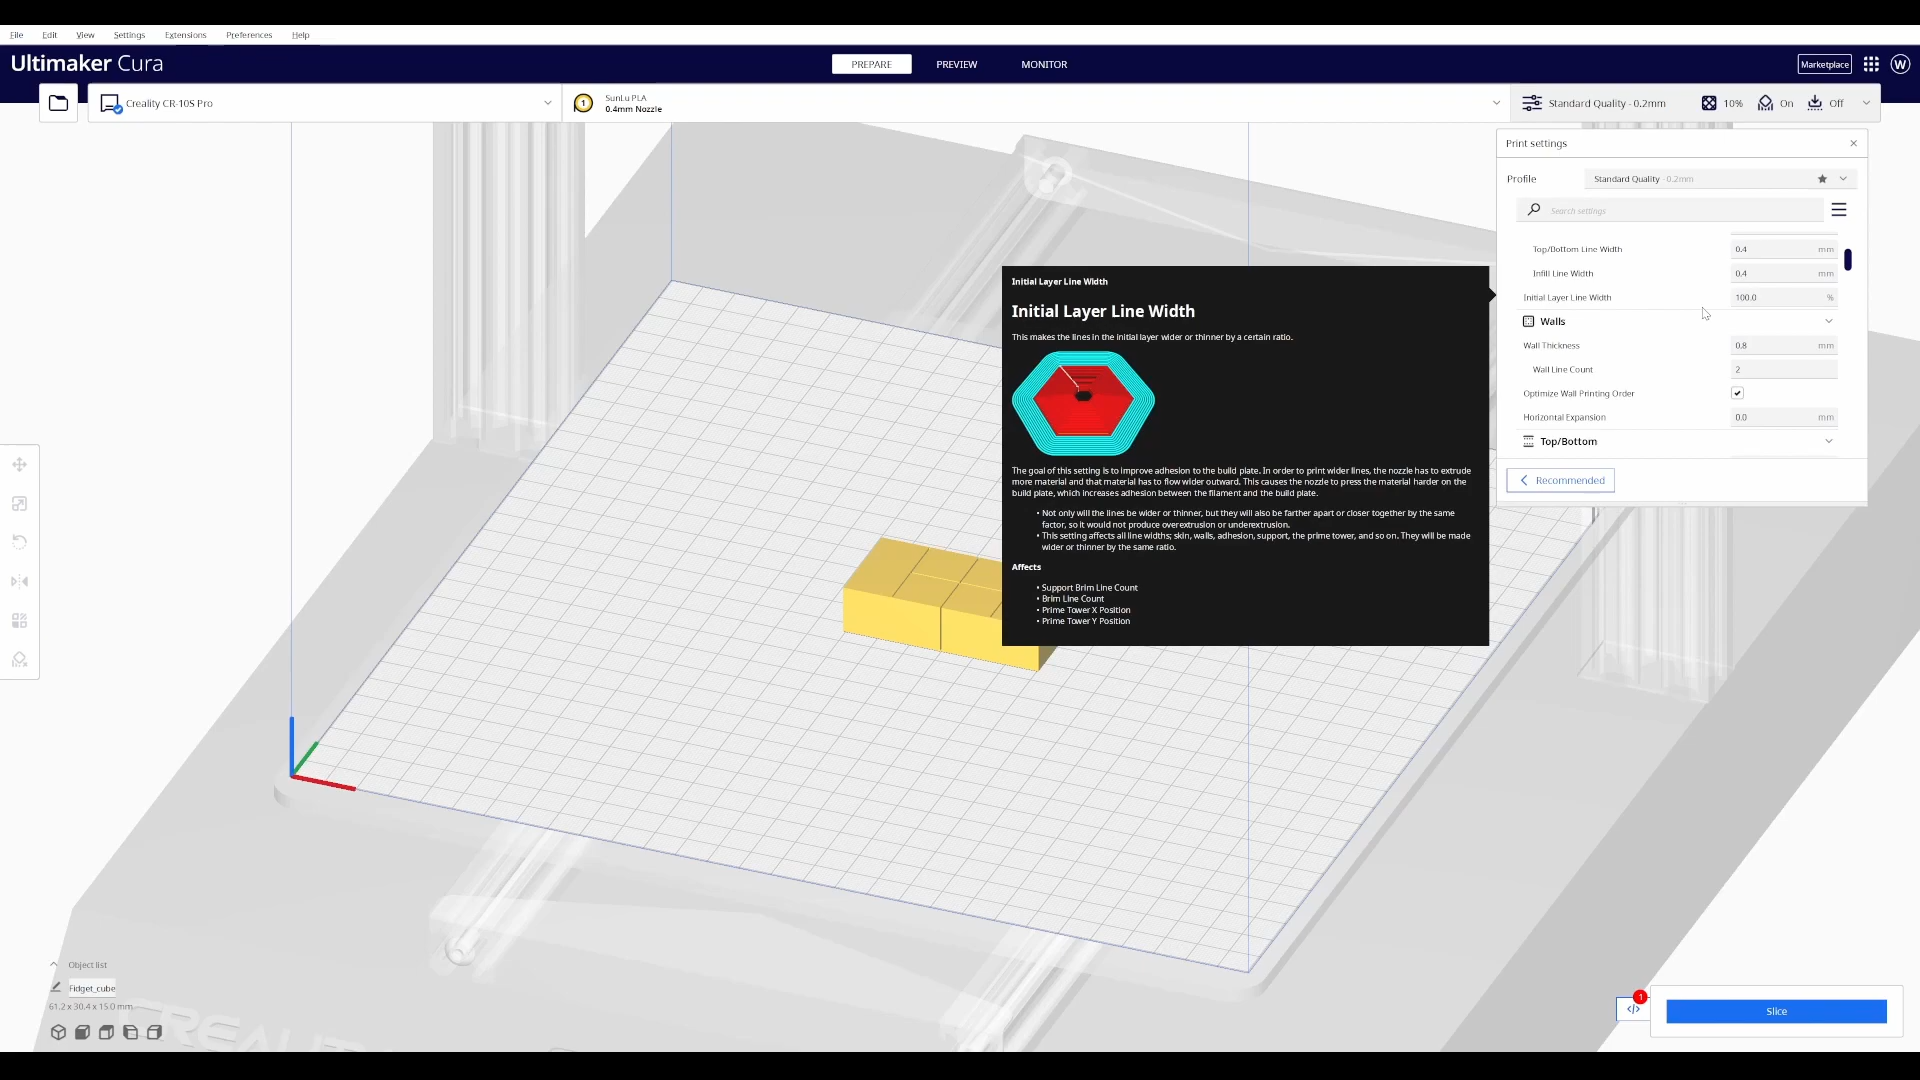 File Edit View Settings Extensions Preferences Help
Ultimaker Cura
PREPARE PREVIEW MONITOR
Marketplace
W
Creality CR-10S Pro
1
SunLu PLA
0.4mm Nozzle
Standard Quality - 0.2mm 10% On Off
Print settings
Profile Standard Quality - 0.2mm
Search settings
Top/Bottom Line Width 0.4 mm
Infill Line Width 0.4 mm
Initial Layer Line Width 100.0 %
Walls
Wall Thickness 0.8 mm
Wall Line Count 2
Optimize Wall Printing Order
Horizontal Expansion 0.0 mm
Top/Bottom
Recommended
Initial Layer Line Width
Initial Layer Line Width
This makes the lines in the initial layer wider or thinner by a certain ratio.
The goal of this setting is to improve adhesion to the build plate. In order to print wider lines, the nozzle has to extrude
more material and that material has to flow wider outward. This causes the nozzle to press the material harder on the
build plate, which increases adhesion between the filament and the build plate.
• Not only will the lines be wider or thinner, but they will also be farther apart or closer together by the same
factor, so it would not produce overextrusion or underextrusion.
• This setting affects all line widths; skin, walls, adhesion, support, the prime tower, and so on. They will be made
wider or thinner by the same ratio.
Affects
• Support Brim Line Count
• Brim Line Count
• Prime Tower X Position
• Prime Tower Y Position
Object list
Fidget_cube
61.2 x 30.4 x 15.0 mm
CREALIT
1
Slice